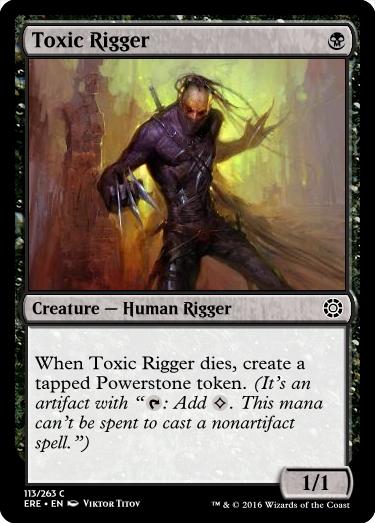 Toxic Rigger
Creature — Human Rigger
When Toxic Rigger dies, create a
tapped Powerstone token. (It's an
artifact with “: Add . This mana
can't be spent to cast a nonartifact
spell.”)
1/1
113/263 C
ERE • EN Viktor Titov
™ & © 2016 Wizards of the Coast